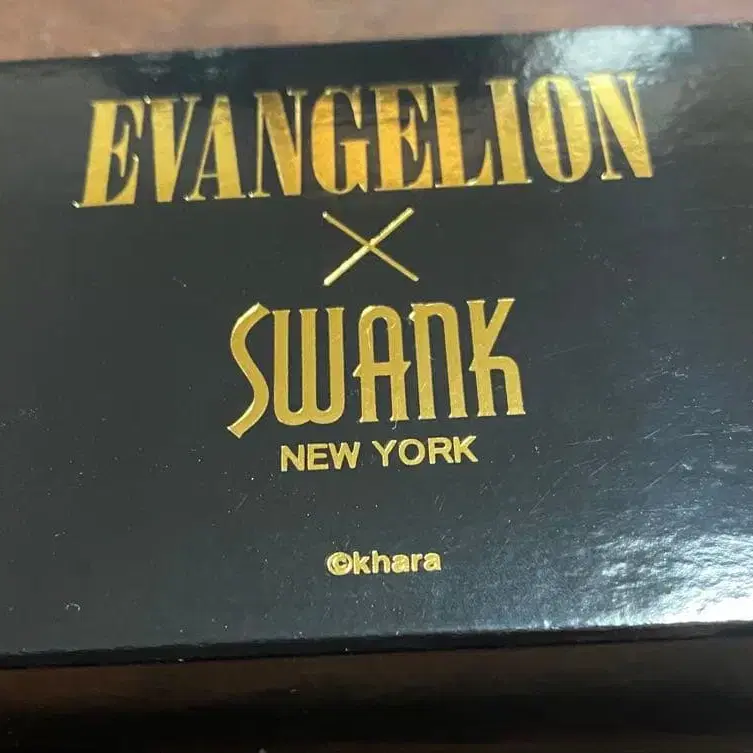 EVANGELION
×
SWANK
NEW YORK
©khara